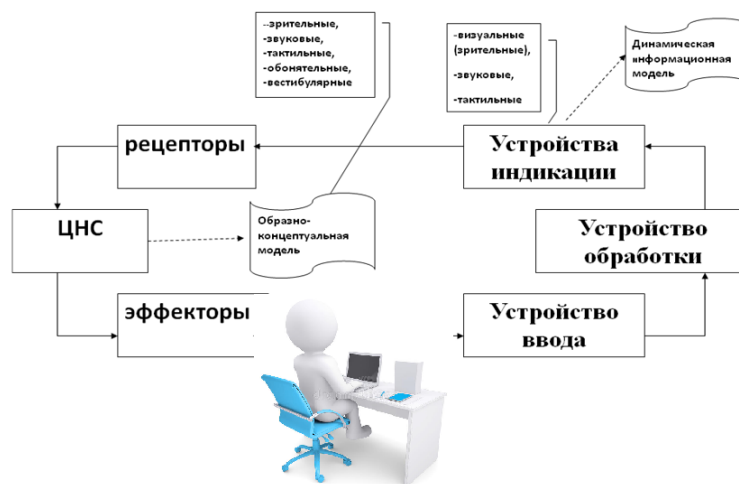 --зрительные,
-звуковые,
-тактильные,
-обонятельные,
-вестибулярные
-визуальные
(зрительные),
-звуковые,
-тактильные
Динамическая
информационная
модель
рецепторы
Устройства
индикации
ЦНС
Образно-
концептуальная
модель
Устройство
обработки
эффекторы
Устройство
ввода